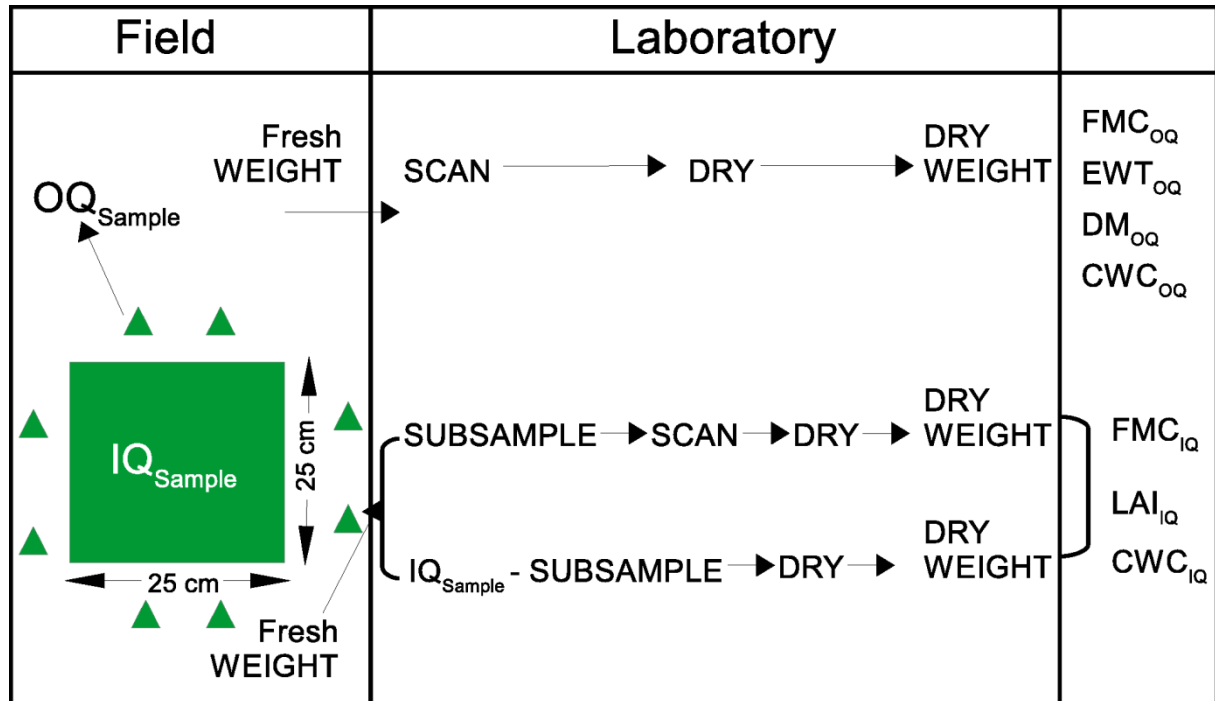 Field
Laboratory
Fresh
WEIGHT
OQSample
SCAN
DRY
DRY
WEIGHT
FMCOQ
EWTOQ
DMOQ
CWCOQ
IQSample
25 cm
25 cm
Fresh
WEIGHT
SUBSAMPLE
SCAN
DRY
DRY
WEIGHT
IQSample - SUBSAMPLE
DRY
DRY
WEIGHT
FMCIQ
LAIIQ
CWCIQ